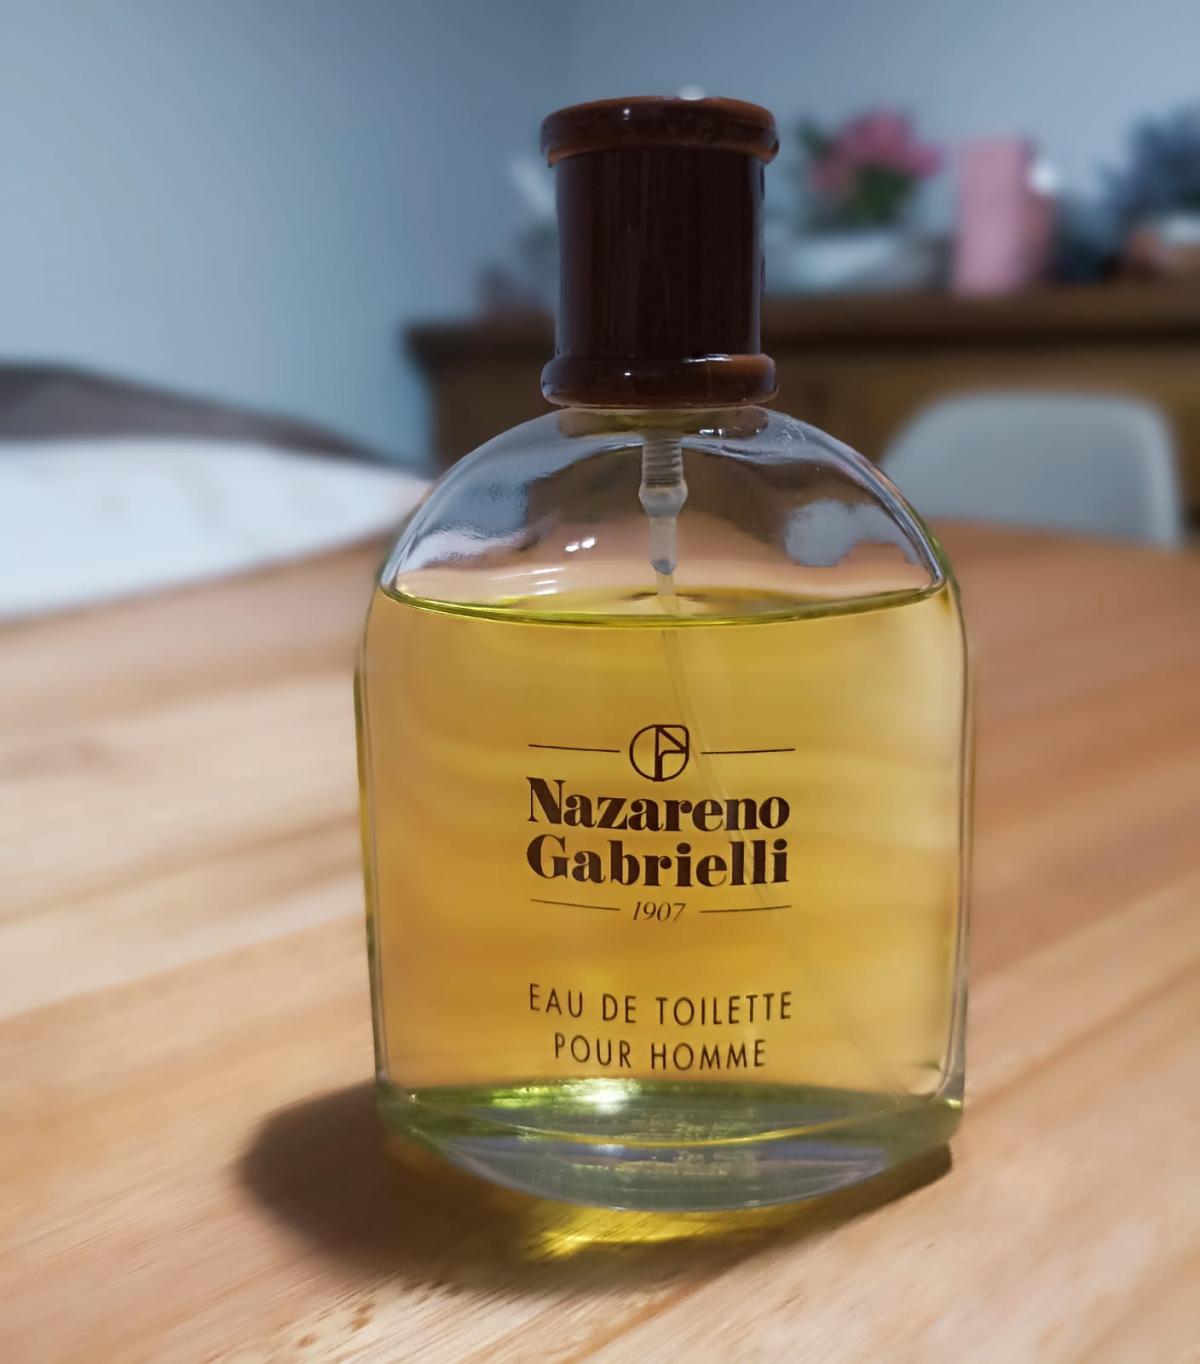 Nazareno
Gabrielli
1907
EAU DE TOILETTE
POUR HOMME